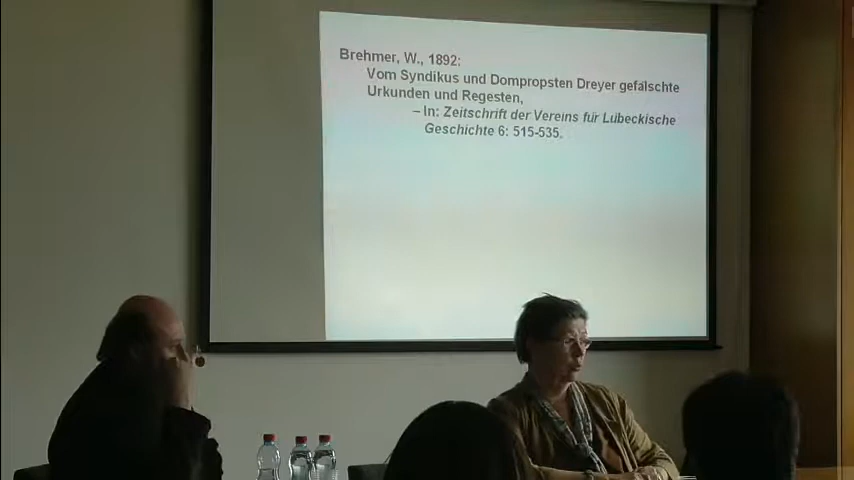 Brehmer, W., 1892:
Vom Syndikus und Dompropsten Dreyer gefälschte
Urkunden und Regesten,
– In: Zeitschrift der Vereins für Lübeckische
Geschichte 6: 515-535.